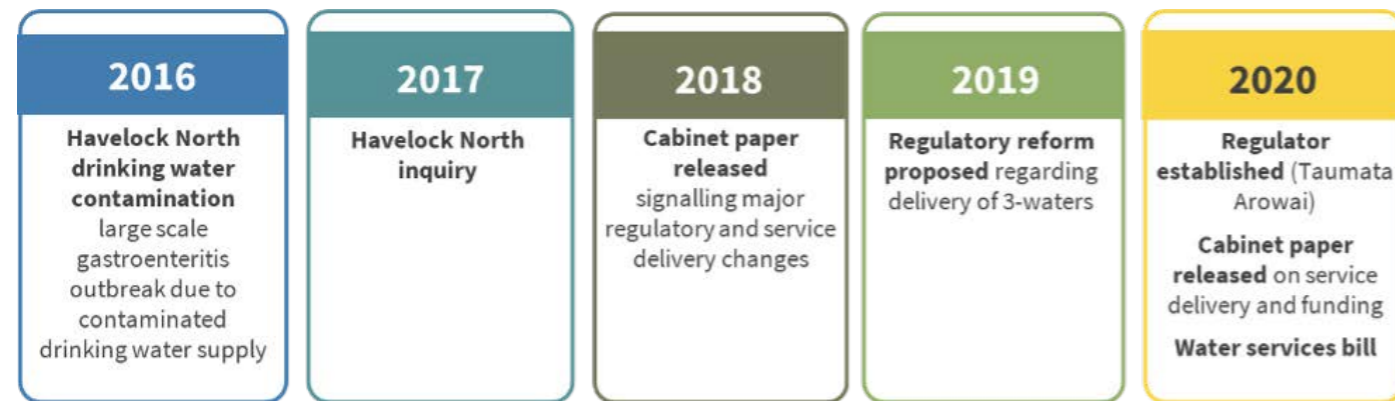 2016
Havelock North
drinking water
contamination
large scale
gastroenteritis
outbreak due to
contaminated
drinking water supply
2017
Havelock North
inquiry
2018
Cabinet paper
released
signalling major
regulatory and service
delivery changes
2019
Regulatory reform
proposed regarding
delivery of 3-waters
2020
Regulator
established (Taumata
Arowai)
Cabinet paper
released on service
delivery and funding
Water services bill